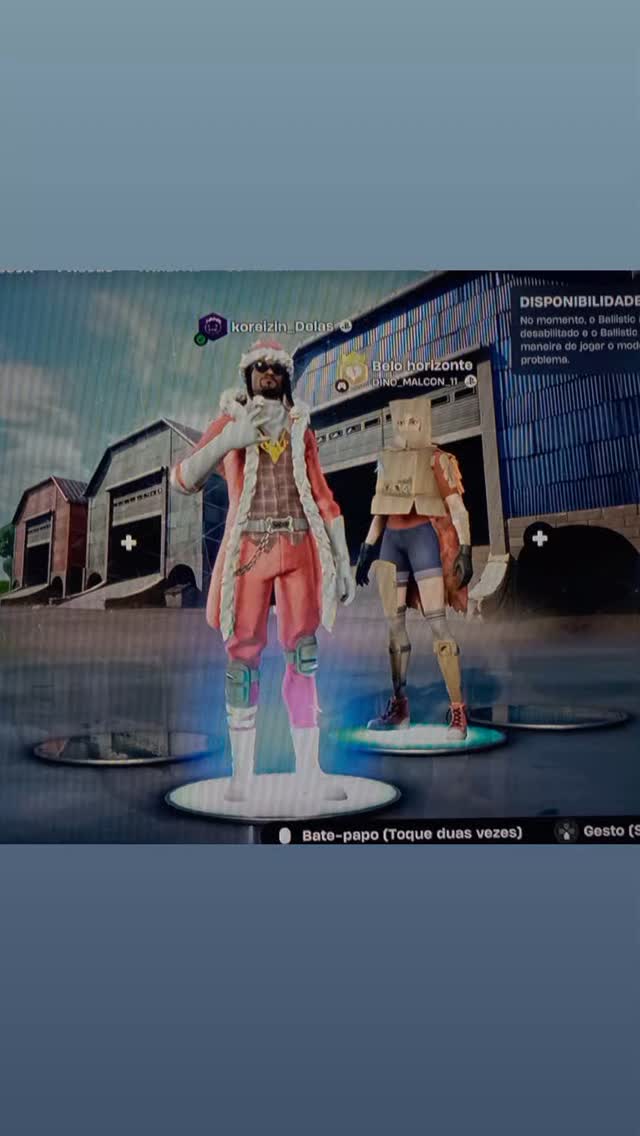 koreizin_Delas
Belo horizonte
DINO_MALCON_11
DISPONIBILIDADE
No momento, o Ballistic
desabilitado e o Ballistic
maneira de jogar o mod
problema.
Bate-papo (Toque duas vezes)
Gesto (S